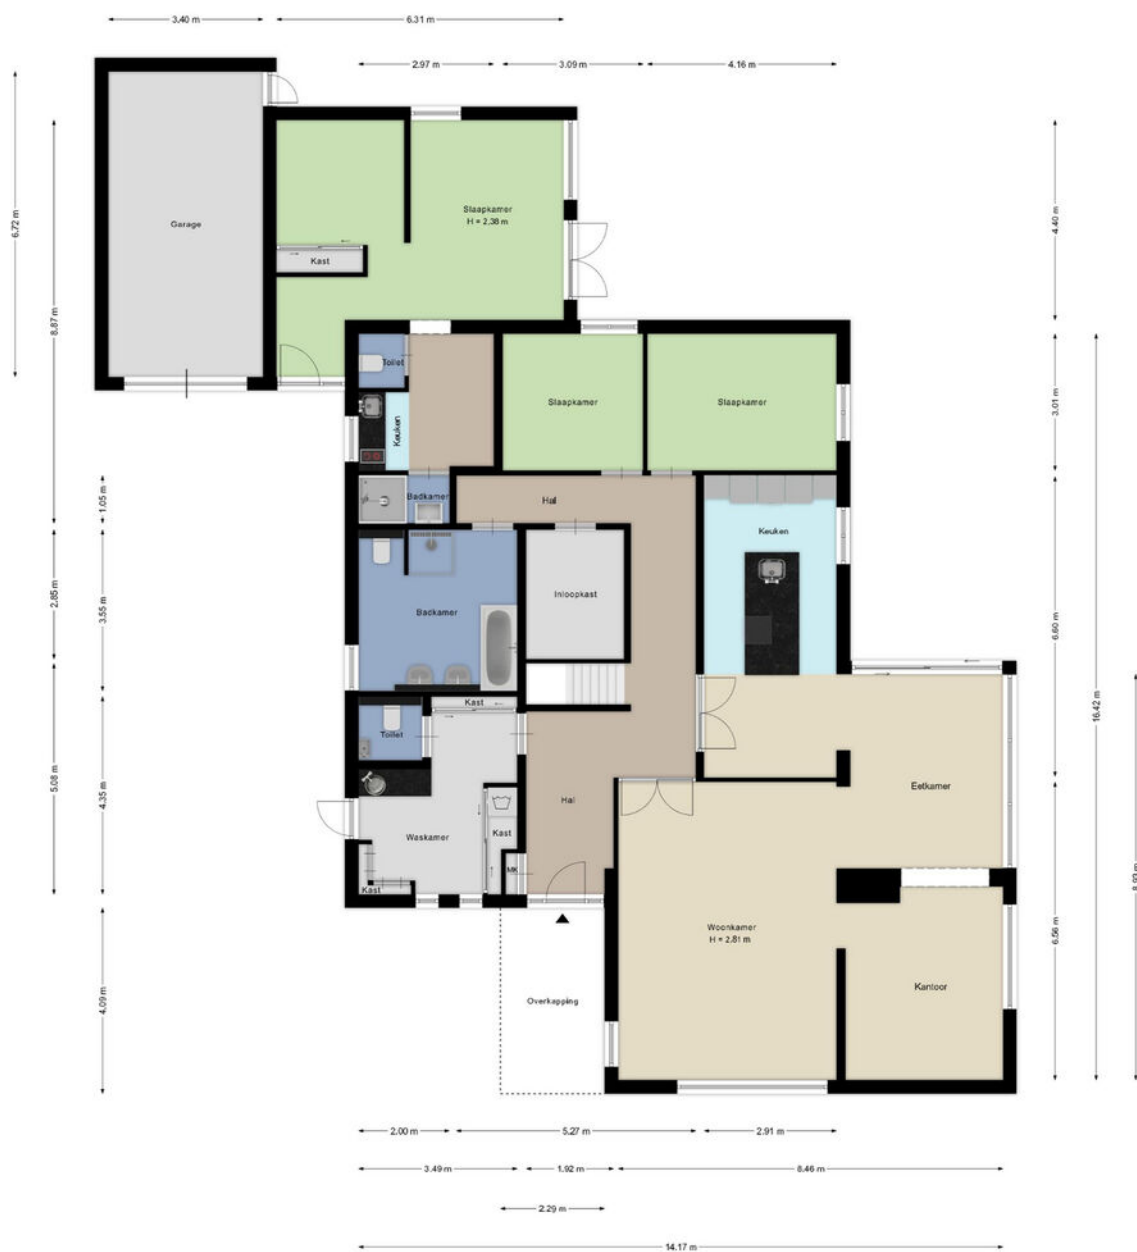 3.40 m
6.31 m
2.97 m
3.09 m
4.16 m
6.72 m
8.87 m
4.40 m
Garage
Slaapkamer
H = 2.38 m
Kast
Toilet
Keuken
Slaapkamer
Slaapkamer
3.01 m
1.05 m
Badkamer
Hal
Keuken
2.85 m
3.55 m
Badkamer
Inloopkast
6.60 m
16.42 m
Kast
Toilet
5.08 m
4.35 m
Waskamer
Kast
Hal
Eetkamer
MK
Kast
8.93 m
6.56 m
Woonkamer
H = 2.81 m
Kantoor
4.09 m
Overkapping
2.00 m
5.27 m
2.91 m
3.49 m
1.92 m
8.46 m
2.29 m
14.17 m